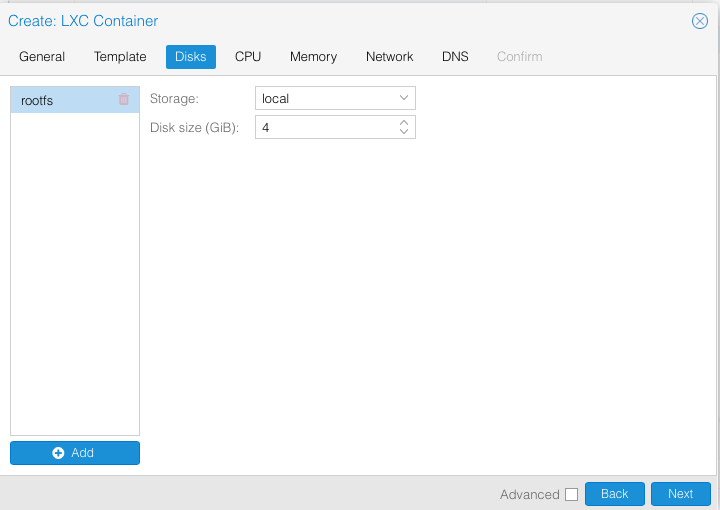 Create: LXC Container
General Template Disks CPU Memory Network DNS Confirm
rootfs
Storage: local
Disk size (GiB): 4
Add
Advanced Back Next